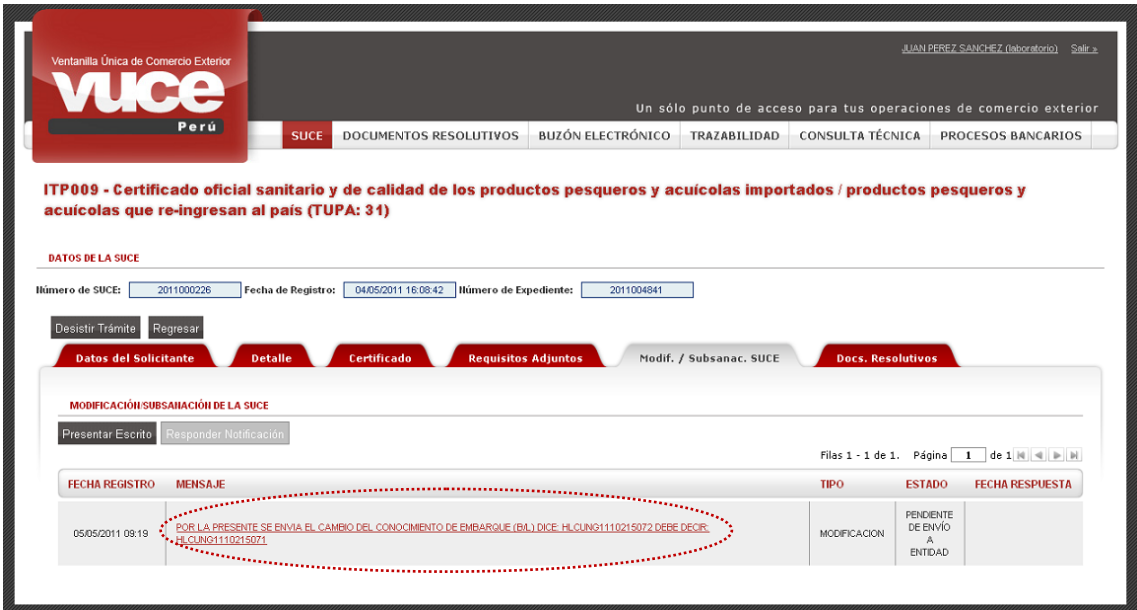 JUAN PEREZ SANCHEZ (laboratorio) Salir »
Ventanilla Única de Comercio Exterior
vuce
Perú
Un sólo punto de acceso para tus operaciones de comercio exterior
SUCE DOCUMENTOS RESOLUTIVOS BUZÓN ELECTRÓNICO TRAZABILIDAD CONSULTA TÉCNICA PROCESOS BANCARIOS
ITP009 - Certificado oficial sanitario y de calidad de los productos pesqueros y acuícolas importados / productos pesqueros y
acuícolas que re-ingresan al país (TUPA: 31)
DATOS DE LA SUCE
Número de SUCE: 2011000226 Fecha de Registro: 04/05/2011 16:08:42 Número de Expediente: 2011004841
Desistir Trámite Regresar
Datos del Solicitante Detalle Certificado Requisitos Adjuntos Modif. / Subsanac. SUCE Docs. Resolutivos
MODIFICACIÓN/SUBSANACIÓN DE LA SUCE
Presentar Escrito Responder Notificación
Filas 1 - 1 de 1. Página 1 de 1
FECHA REGISTRO MENSAJE TIPO ESTADO FECHA RESPUESTA
05/05/2011 09:19 POR LA PRESENTE SE ENVIA EL CAMBIO DEL CONOCIMIENTO DE EMBARQUE (B/L) DICE: HLCUNG1110215072 DEBE DECIR:
HLCUNG1110215071
MODIFICACION
PENDIENTE
DE ENVÍO
A
ENTIDAD